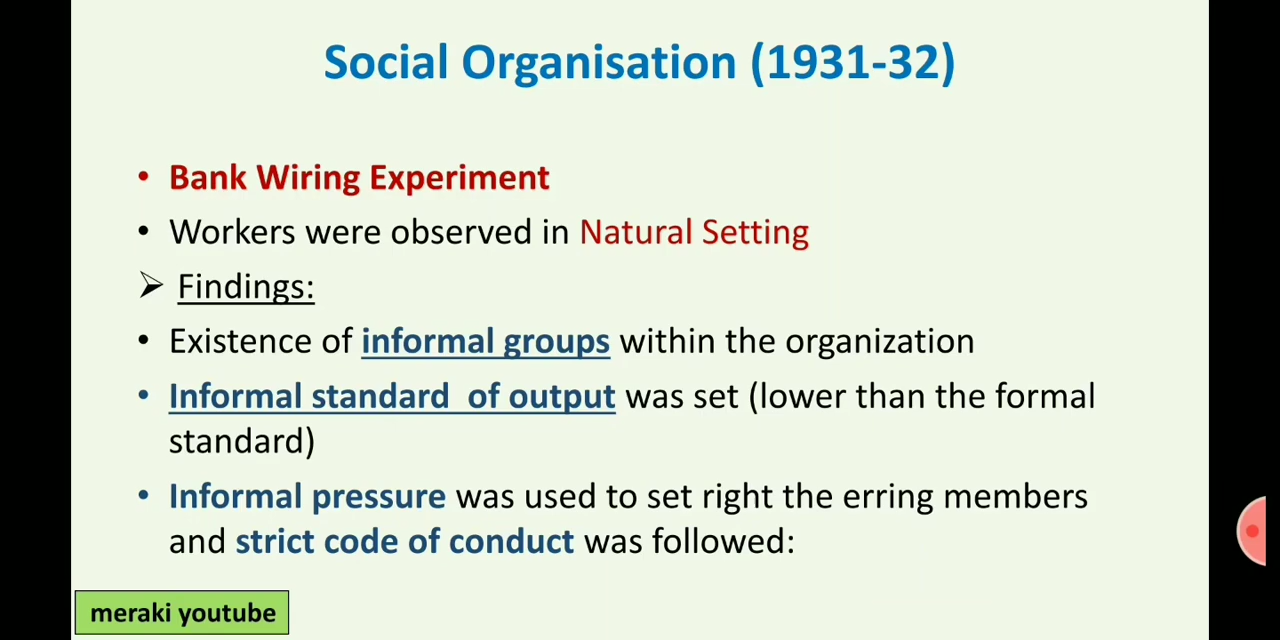 Social Organisation (1931-32)
• Bank Wiring Experiment
• Workers were observed in Natural Setting
➢ Findings:
• Existence of informal groups within the organization
• Informal standard of output was set (lower than the formal
standard)
• Informal pressure was used to set right the erring members
and strict code of conduct was followed:
meraki youtube